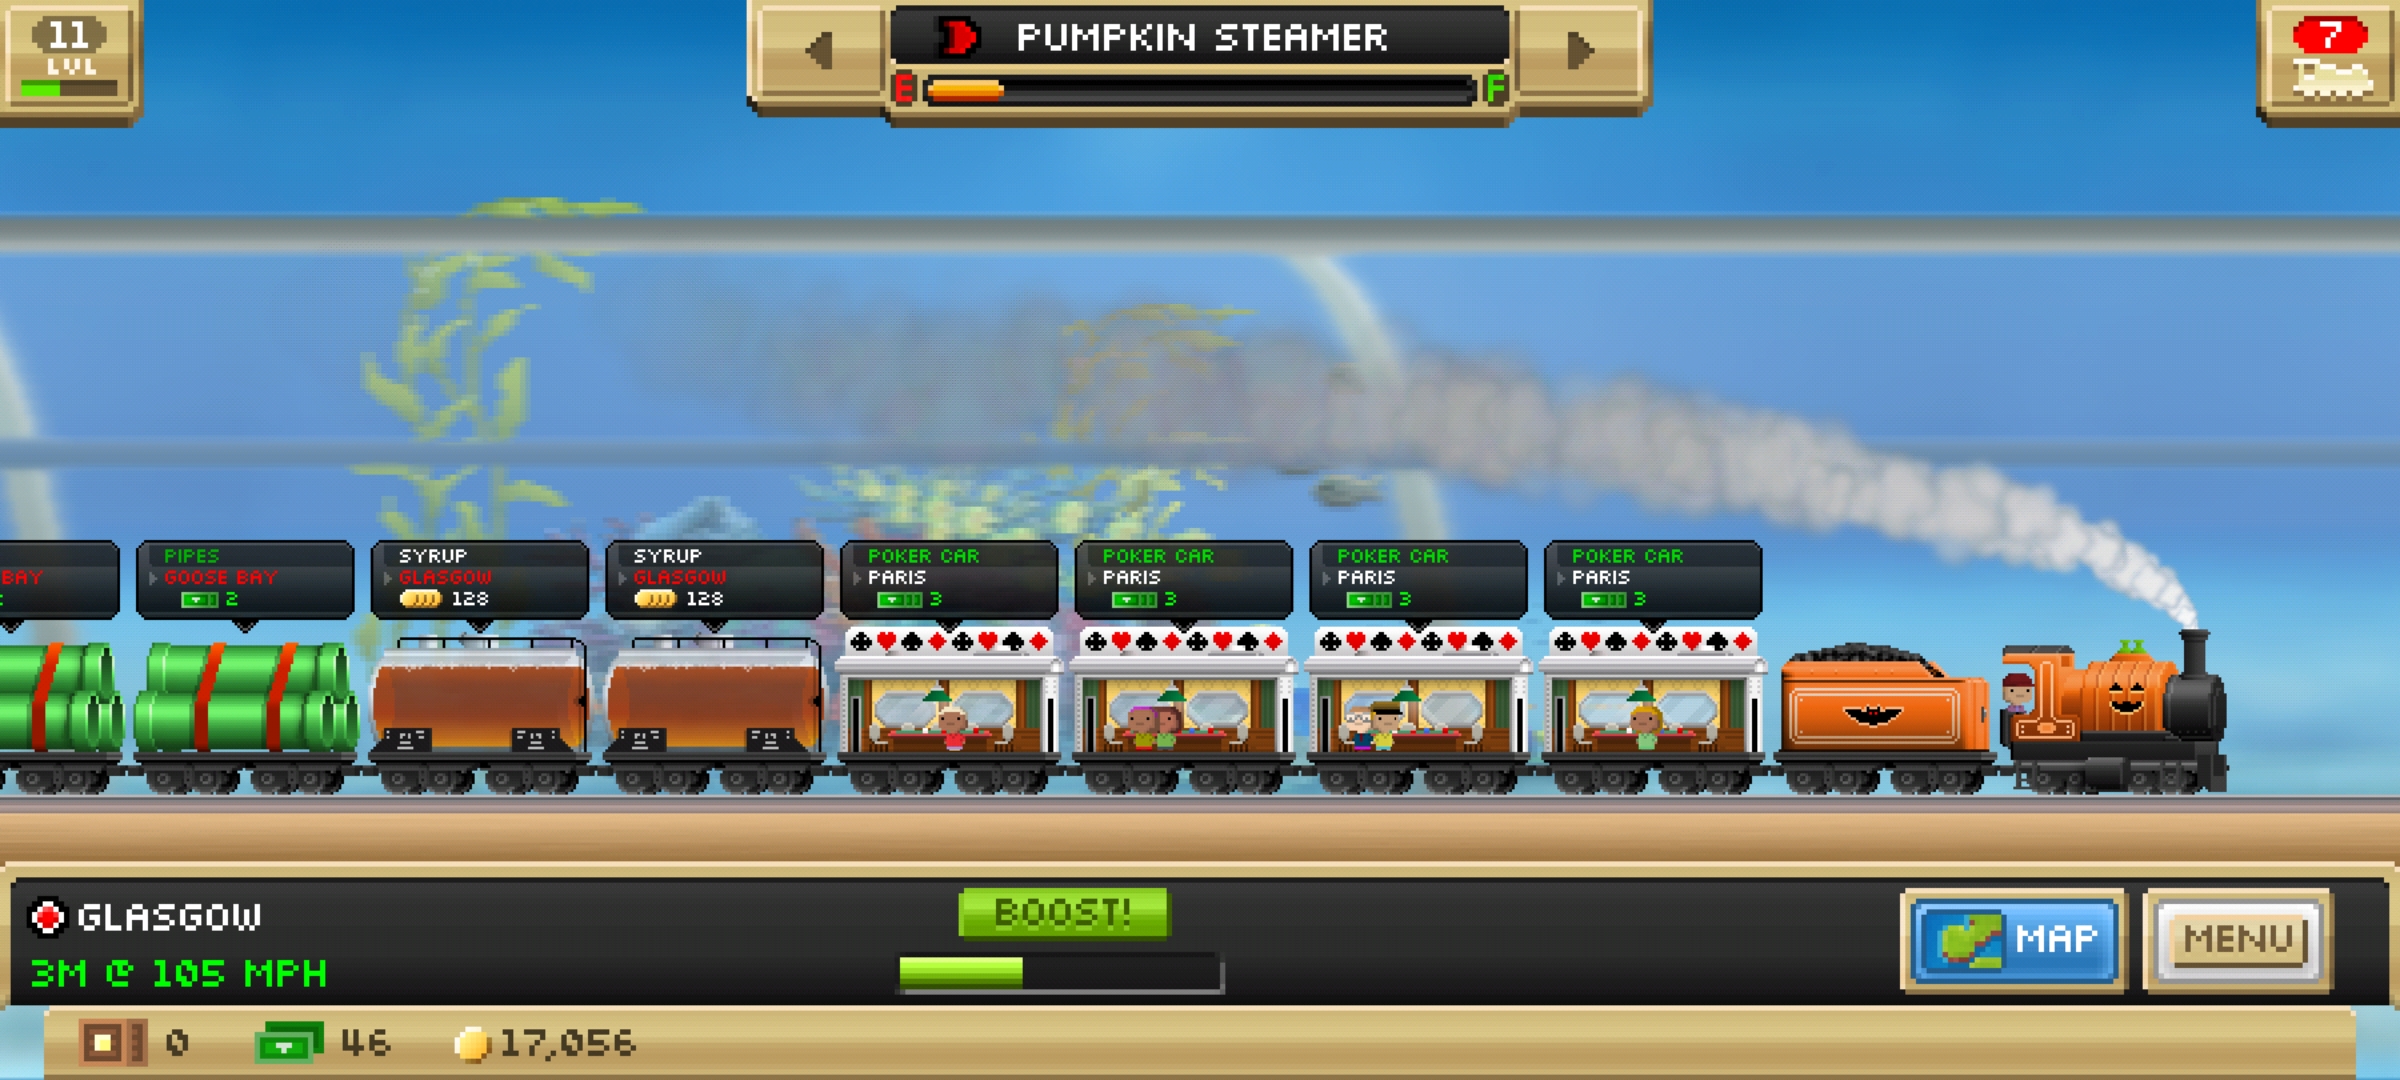 11
LVL
PUMPKIN STEAMER
E F
7
BAY
PIPES
GOOSE BAY
2
SYRUP
GLASGOW
128
SYRUP
GLASGOW
128
POKER CAR
PARIS
3
POKER CAR
PARIS
3
POKER CAR
PARIS
3
POKER CAR
PARIS
3
GLASGOW
3M @ 105 MPH
BOOST!
MAP
MENU
0
46
17,056